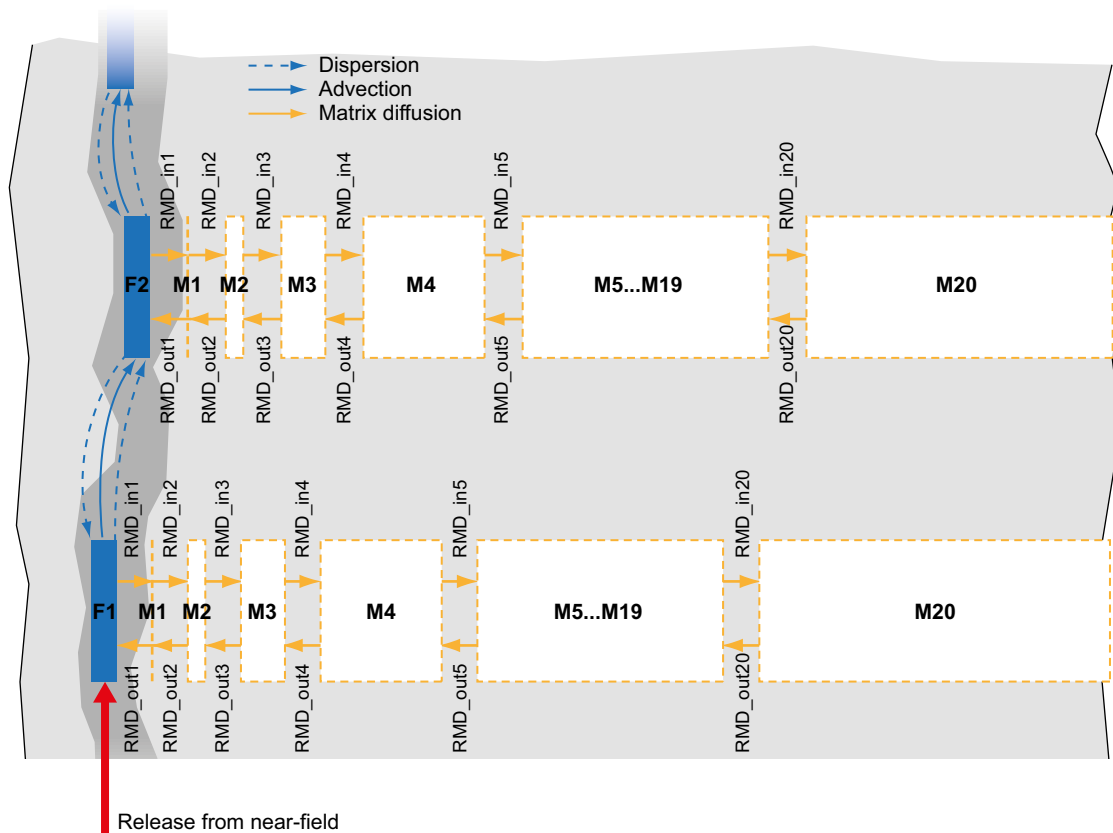 Dispersion
Advection
Matrix diffusion
RMD_in1
RMD_in2
RMD_in3
RMD_in4
RMD_in5
RMD_in20
F2
M1
M2
M3
M4
M5...M19
M20
RMD_out1
RMD_out2
RMD_out3
RMD_out4
RMD_out5
RMD_out20
RMD_in1
RMD_in2
RMD_in3
RMD_in4
RMD_in5
RMD_in20
F1
M1
M2
M3
M4
M5...M19
M20
RMD_out1
RMD_out2
RMD_out3
RMD_out4
RMD_out5
RMD_out20
Release from near-field